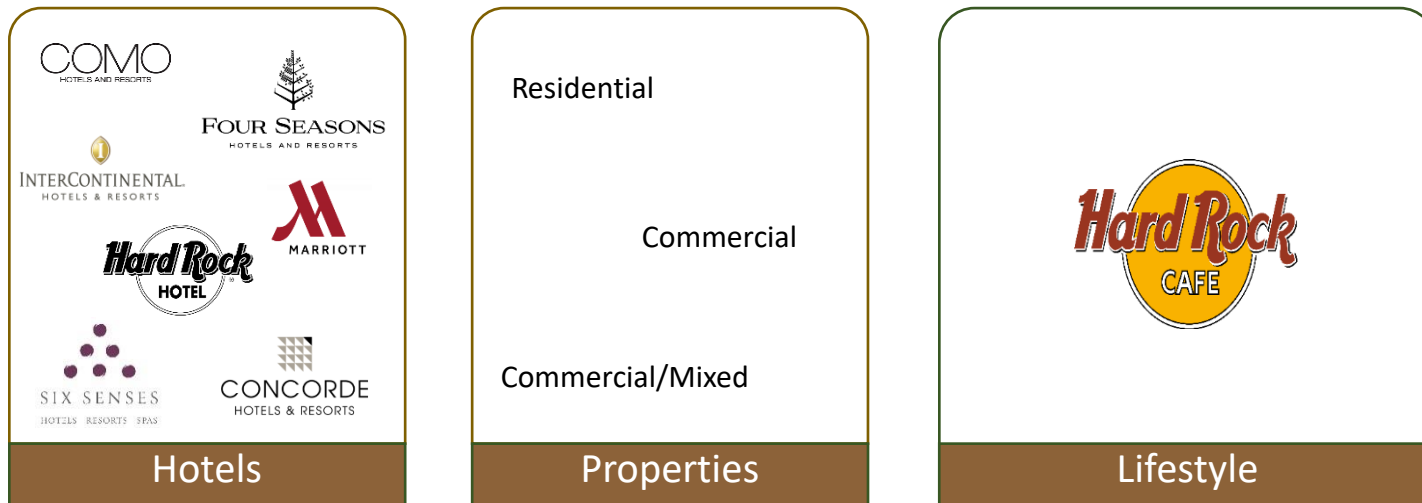 COMO
HOTELS AND RESORTS
FOUR SEASONS
HOTELS AND RESORTS
INTERCONTINENTAL.
HOTELS & RESORTS
MARRIOTT
Hard Rock
HOTEL
SIX SENSES
HOTELS RESORTS SPAS
CONCORDE
HOTELS & RESORTS
Hotels
Residential
Commercial
Commercial/Mixed
Properties
Hard Rock
CAFE
Lifestyle